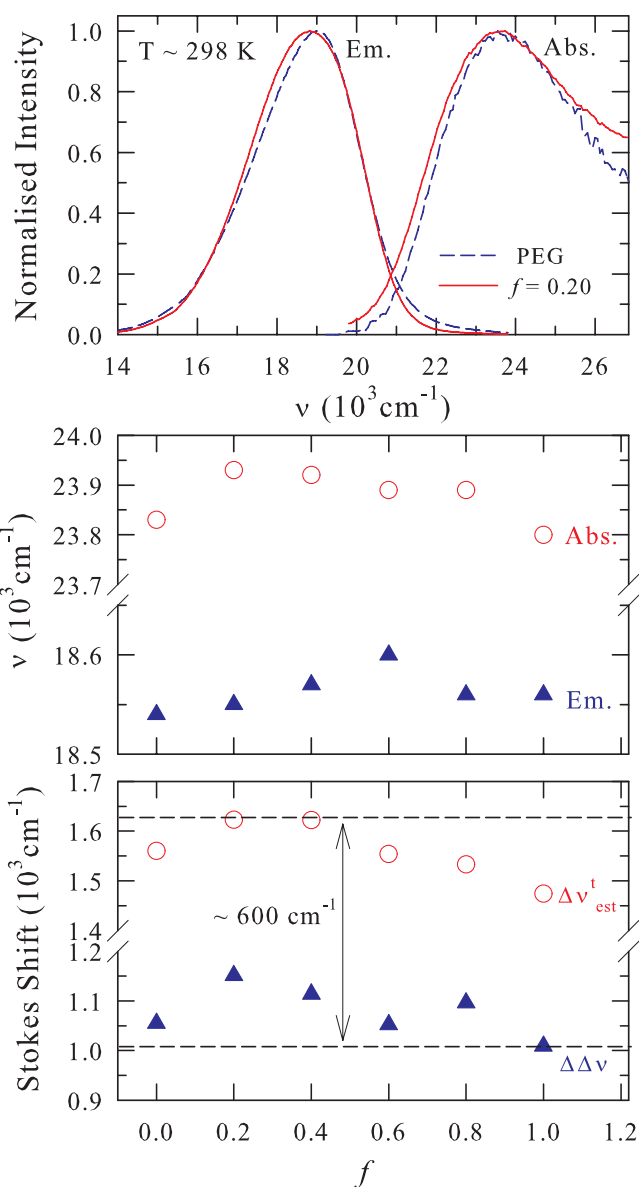 T ~ 298 K
Em.
Abs.
PEG
f = 0.20
Normalised Intensity
1.0
0.8
0.6
0.4
0.2
0.0
14 16 18 20 22 24 26
ν (10³cm⁻¹)
24.0
23.9
23.8
23.7
18.6
18.5
ν (10³cm⁻¹)
Abs.
Em.
1.7
1.6
1.5
1.4
1.2
1.1
1.0
0.9
Stokes Shift (10³cm⁻¹)
~ 600 cm⁻¹
Δν^t_est
ΔΔν
0.0 0.2 0.4 0.6 0.8 1.0 1.2
f